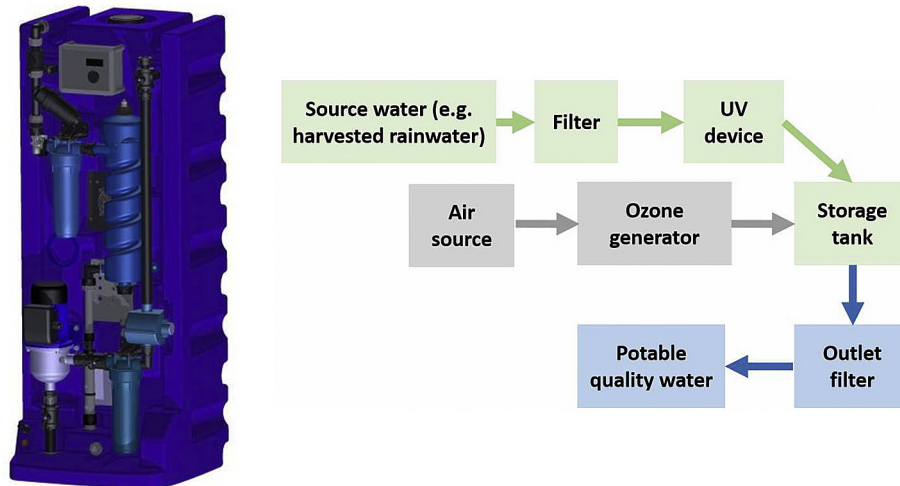 Source water (e.g.
harvested rainwater)
Filter
UV
device
Air
source
Ozone
generator
Storage
tank
Potable
quality water
Outlet
filter